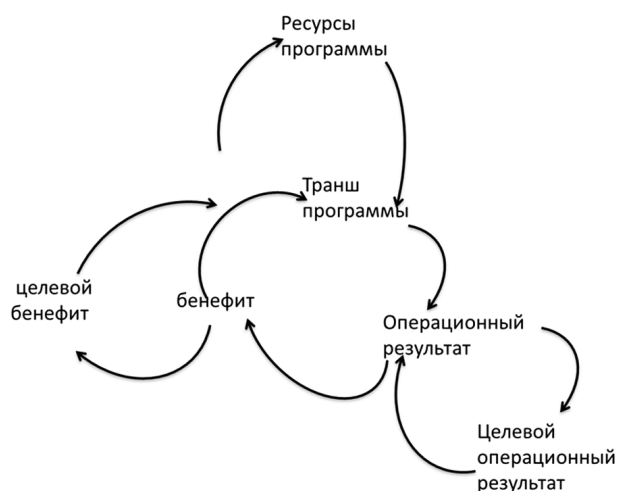 Ресурсы
программы
Транш
программы
целевой
бенефит
бенефит
Операционный
результат
Целевой
операционный
результат